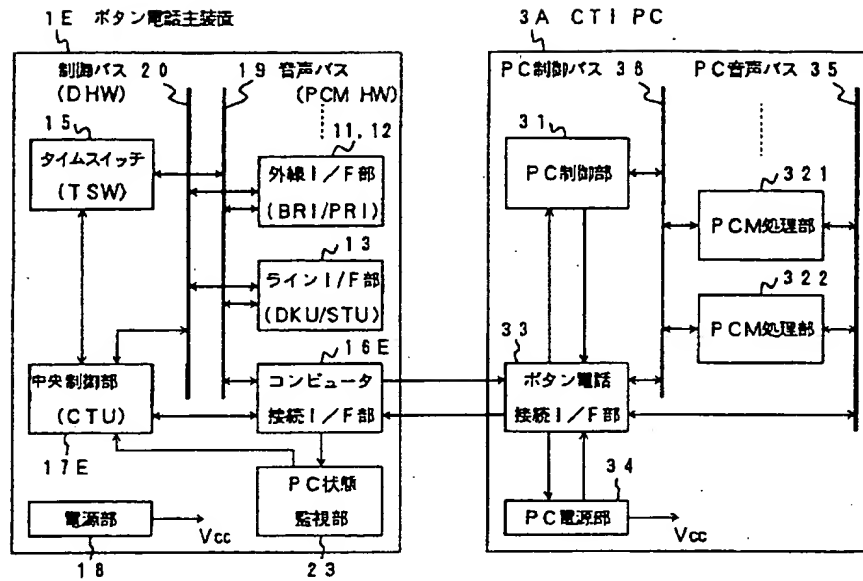 1E ボタン電話主装置
3A CTI PC
制御バス 20
(DHW)
19 音声バス
(PCM HW)
PC制御バス 36
PC音声バス 35
15
タイムスイッチ
(TSW)
11,12
外線I/F部
(BRI/PRI)
13
ラインI/F部
(DKU/STU)
31
PC制御部
321
PCM処理部
322
PCM処理部
中央制御部
(CTU)
17E
16E
コンピュータ
接続I/F部
33
ボタン電話
接続I/F部
PC状態
監視部
23
電源部
Vcc
18
34
PC電源部
Vcc